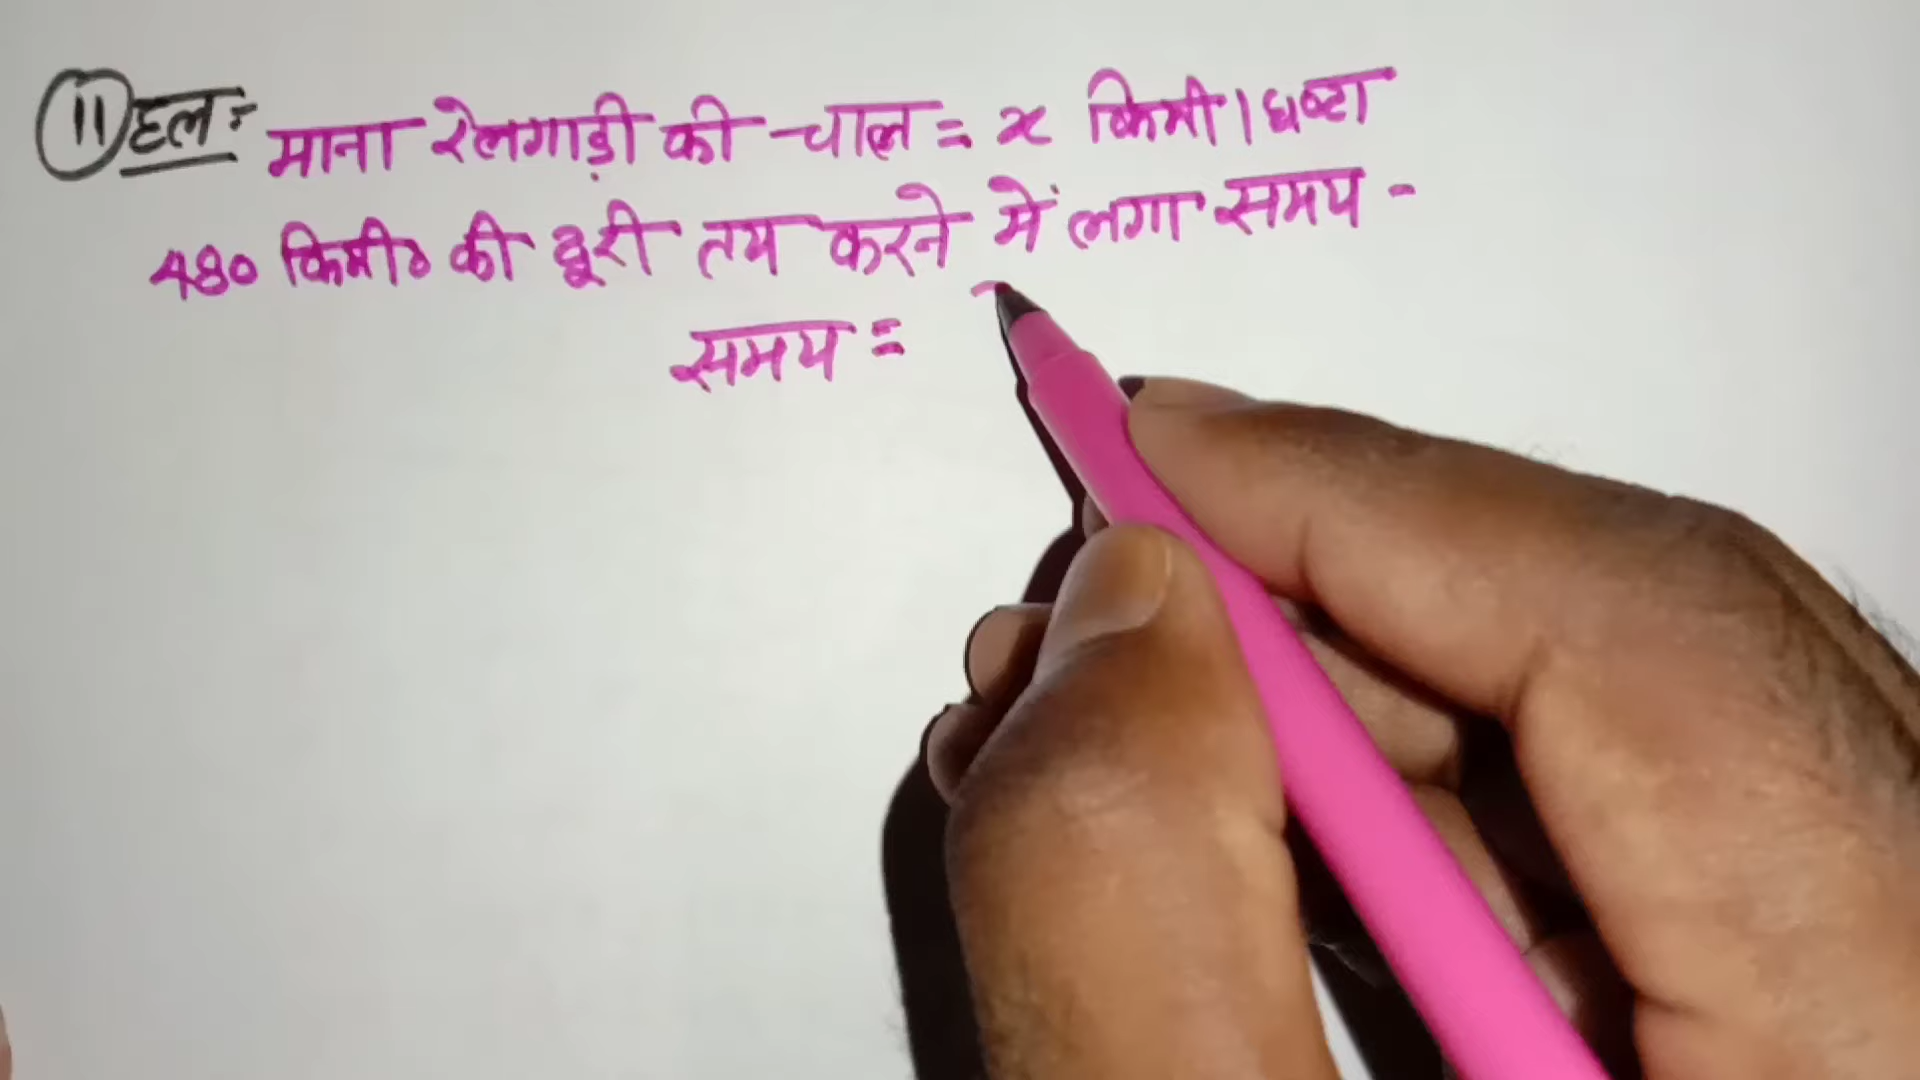 11 हल :- माना रेलगाड़ी की चाल = x किमी।घण्टा
480 किमी० की दूरी तय करने में लगा समय -
समय =